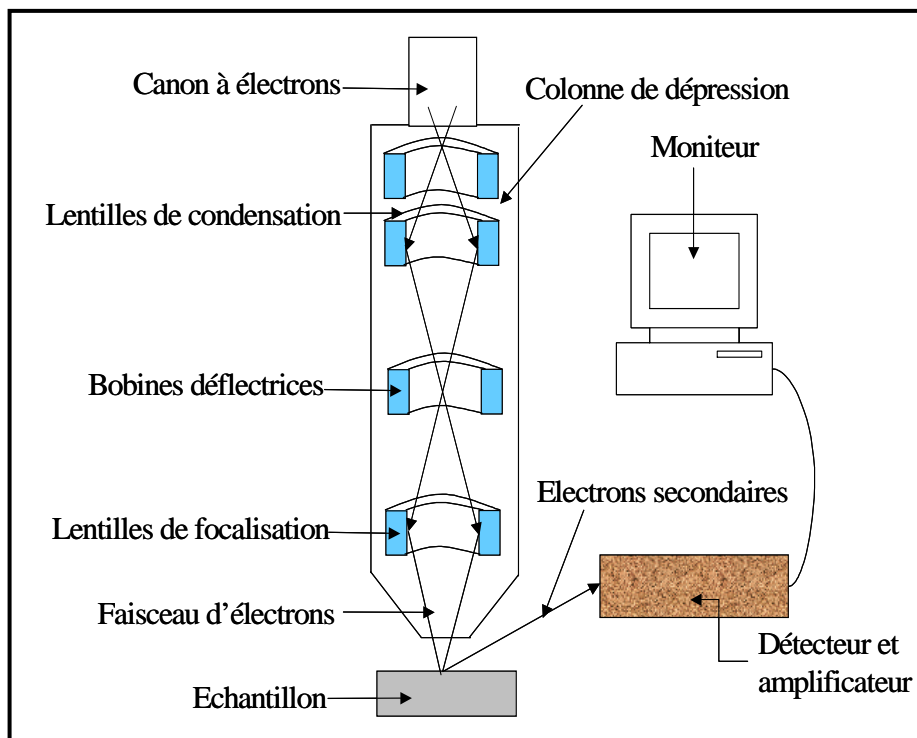 Canon à électrons
Colonne de dépression
Moniteur
Lentilles de condensation
Bobines déflectrices
Electrons secondaires
Lentilles de focalisation
Faisceau d’électrons
Détecteur et
amplificateur
Echantillon